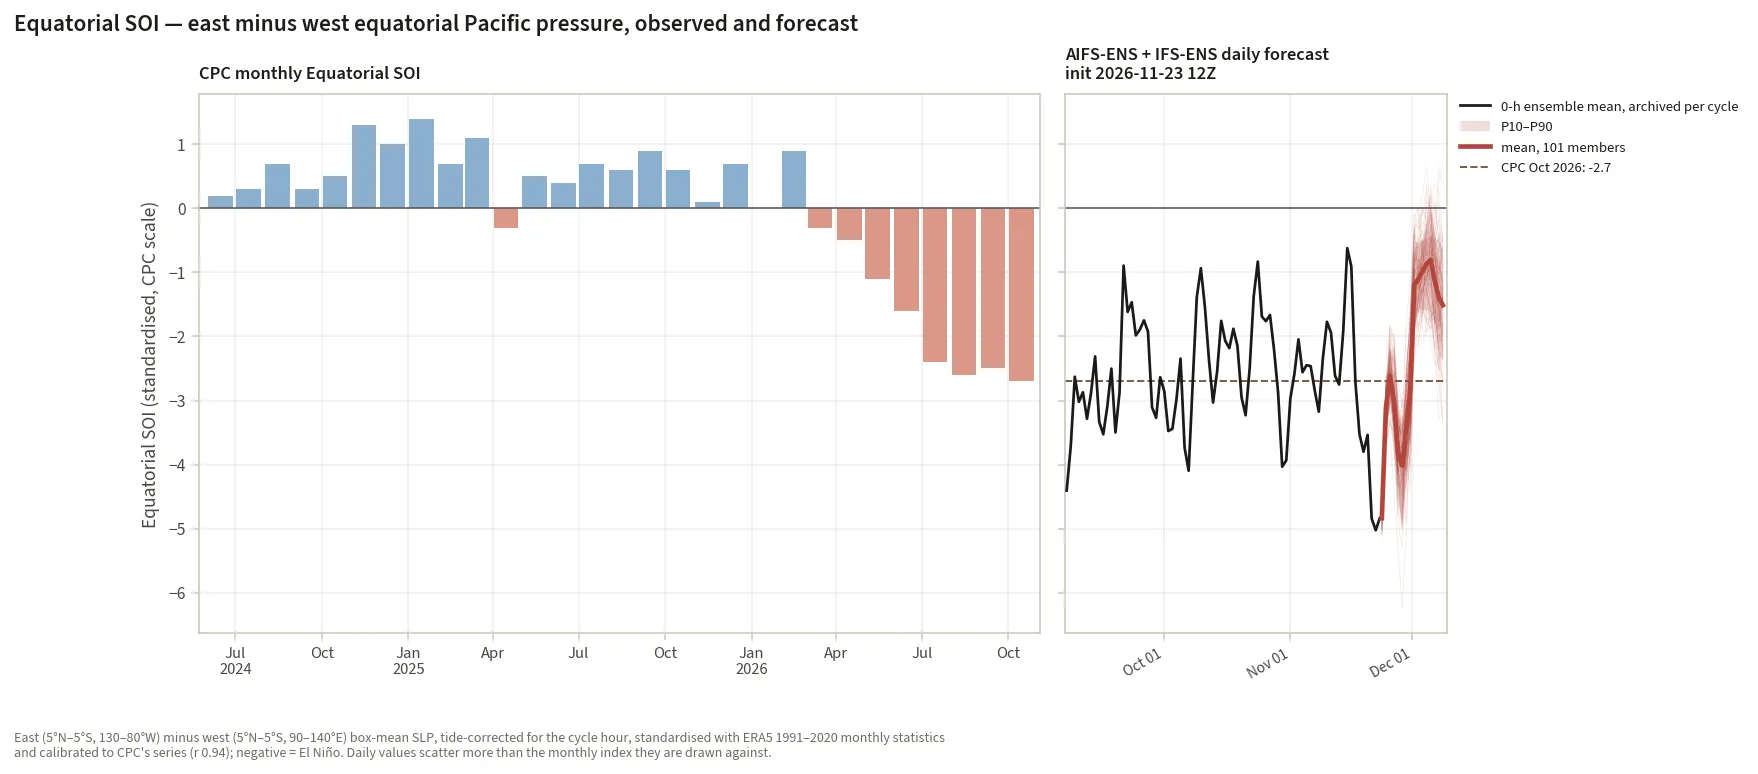 Equatorial SOI — east minus west equatorial Pacific pressure, observed and forecast
CPC monthly Equatorial SOI
AIFS-ENS + IFS-ENS daily forecast
init 2026-11-23 12Z
0-h ensemble mean, archived per cycle
P10–P90
mean, 101 members
CPC Oct 2026: -2.7
Equatorial SOI (standardised, CPC scale)
1
0
−1
−2
−3
−4
−5
−6
Jul
2024
Oct
Jan
2025
Apr
Jul
Oct
Jan
2026
Apr
Jul
Oct
Oct 01
Nov 01
Dec 01
East (5°N–5°S, 130–80°W) minus west (5°N–5°S, 90–140°E) box-mean SLP, tide-corrected for the cycle hour, standardised with ERA5 1991–2020 monthly statistics
and calibrated to CPC's series (r 0.94); negative = El Niño. Daily values scatter more than the monthly index they are drawn against.